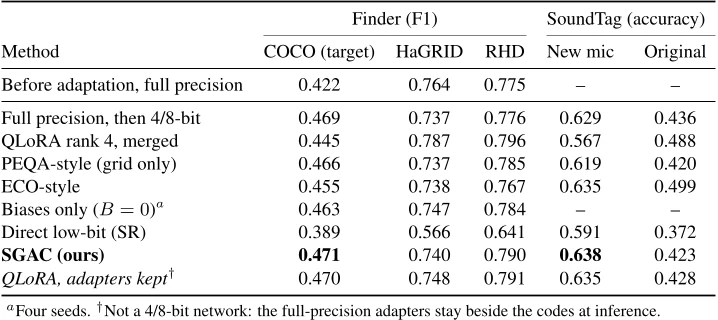 Finder (F1) SoundTag (accuracy)
Method COCO (target) HaGRID RHD New mic Original
Before adaptation, full precision 0.422 0.764 0.775 – –
Full precision, then 4/8-bit 0.469 0.737 0.776 0.629 0.436
QLoRA rank 4, merged 0.445 0.787 0.796 0.567 0.488
PEQA-style (grid only) 0.466 0.737 0.785 0.619 0.420
ECO-style 0.455 0.738 0.767 0.635 0.499
Biases only (B = 0)ᵃ 0.463 0.747 0.784 – –
Direct low-bit (SR) 0.389 0.566 0.641 0.591 0.372
SGAC (ours) 0.471 0.740 0.790 0.638 0.423
QLoRA, adapters kept† 0.470 0.748 0.791 0.635 0.428
ᵃFour seeds. †Not a 4/8-bit network: the full-precision adapters stay beside the codes at inference.